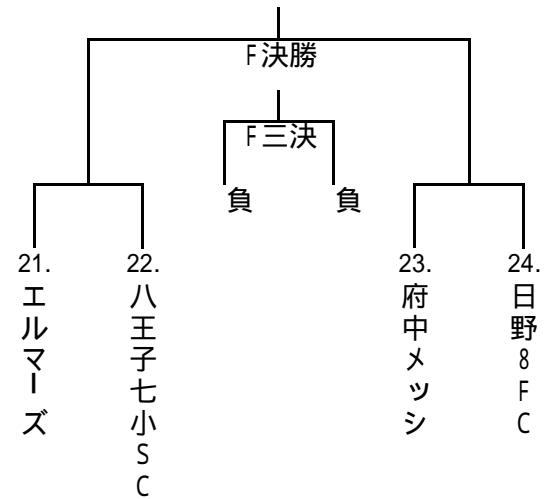 F決勝
F三決
負 負
21.
エルマーズ
22.
八王子七小SC
23.
府中メッシ
24.
日野8FC